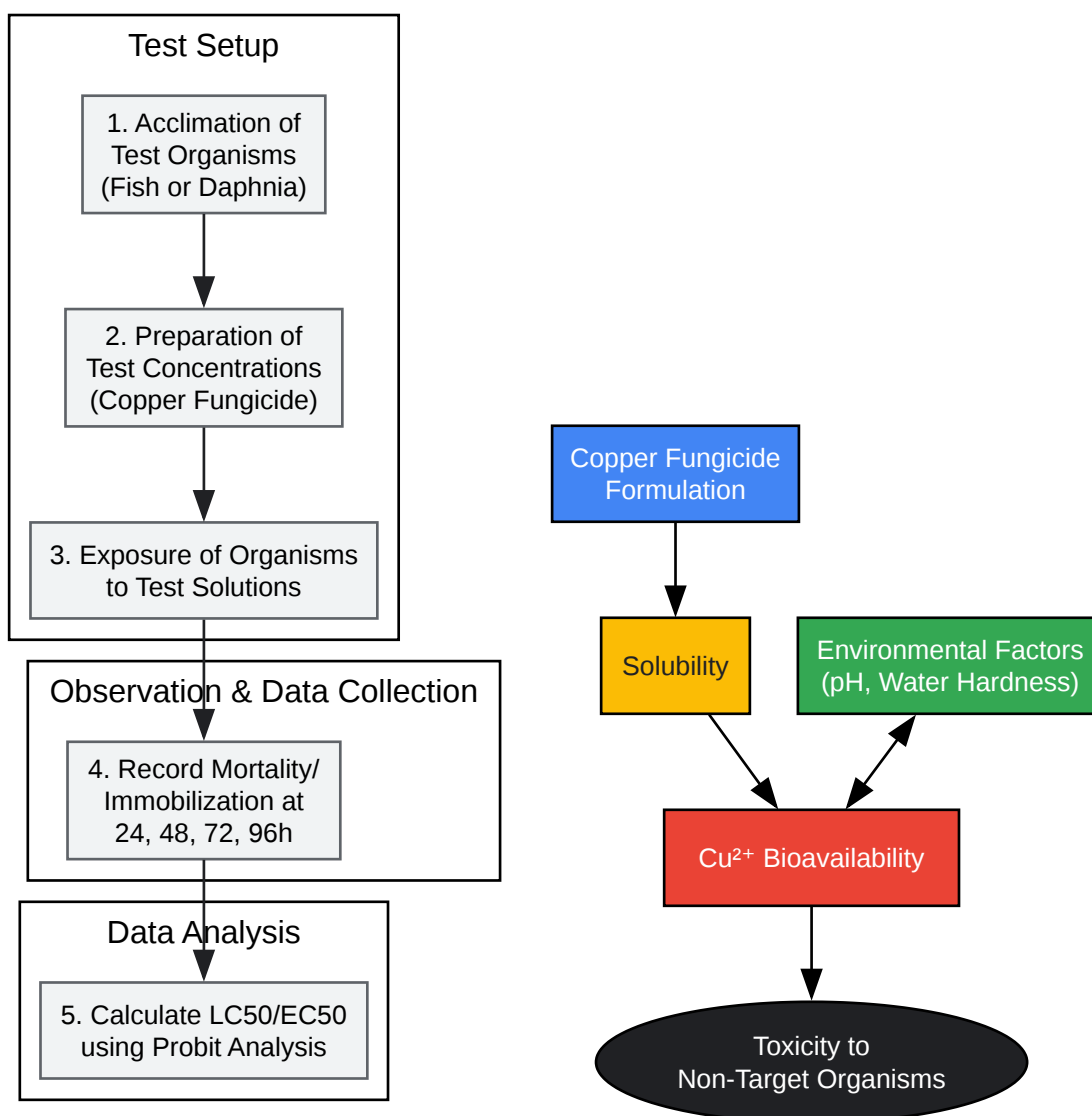 Test Setup
1. Acclimation of
Test Organisms
(Fish or Daphnia)
2. Preparation of
Test Concentrations
(Copper Fungicide)
3. Exposure of Organisms
to Test Solutions
Observation & Data Collection
4. Record Mortality/
Immobilization at
24, 48, 72, 96h
Data Analysis
5. Calculate LC50/EC50
using Probit Analysis
Copper Fungicide
Formulation
Solubility
Environmental Factors
(pH, Water Hardness)
Cu²⁺ Bioavailability
Toxicity to
Non-Target Organisms